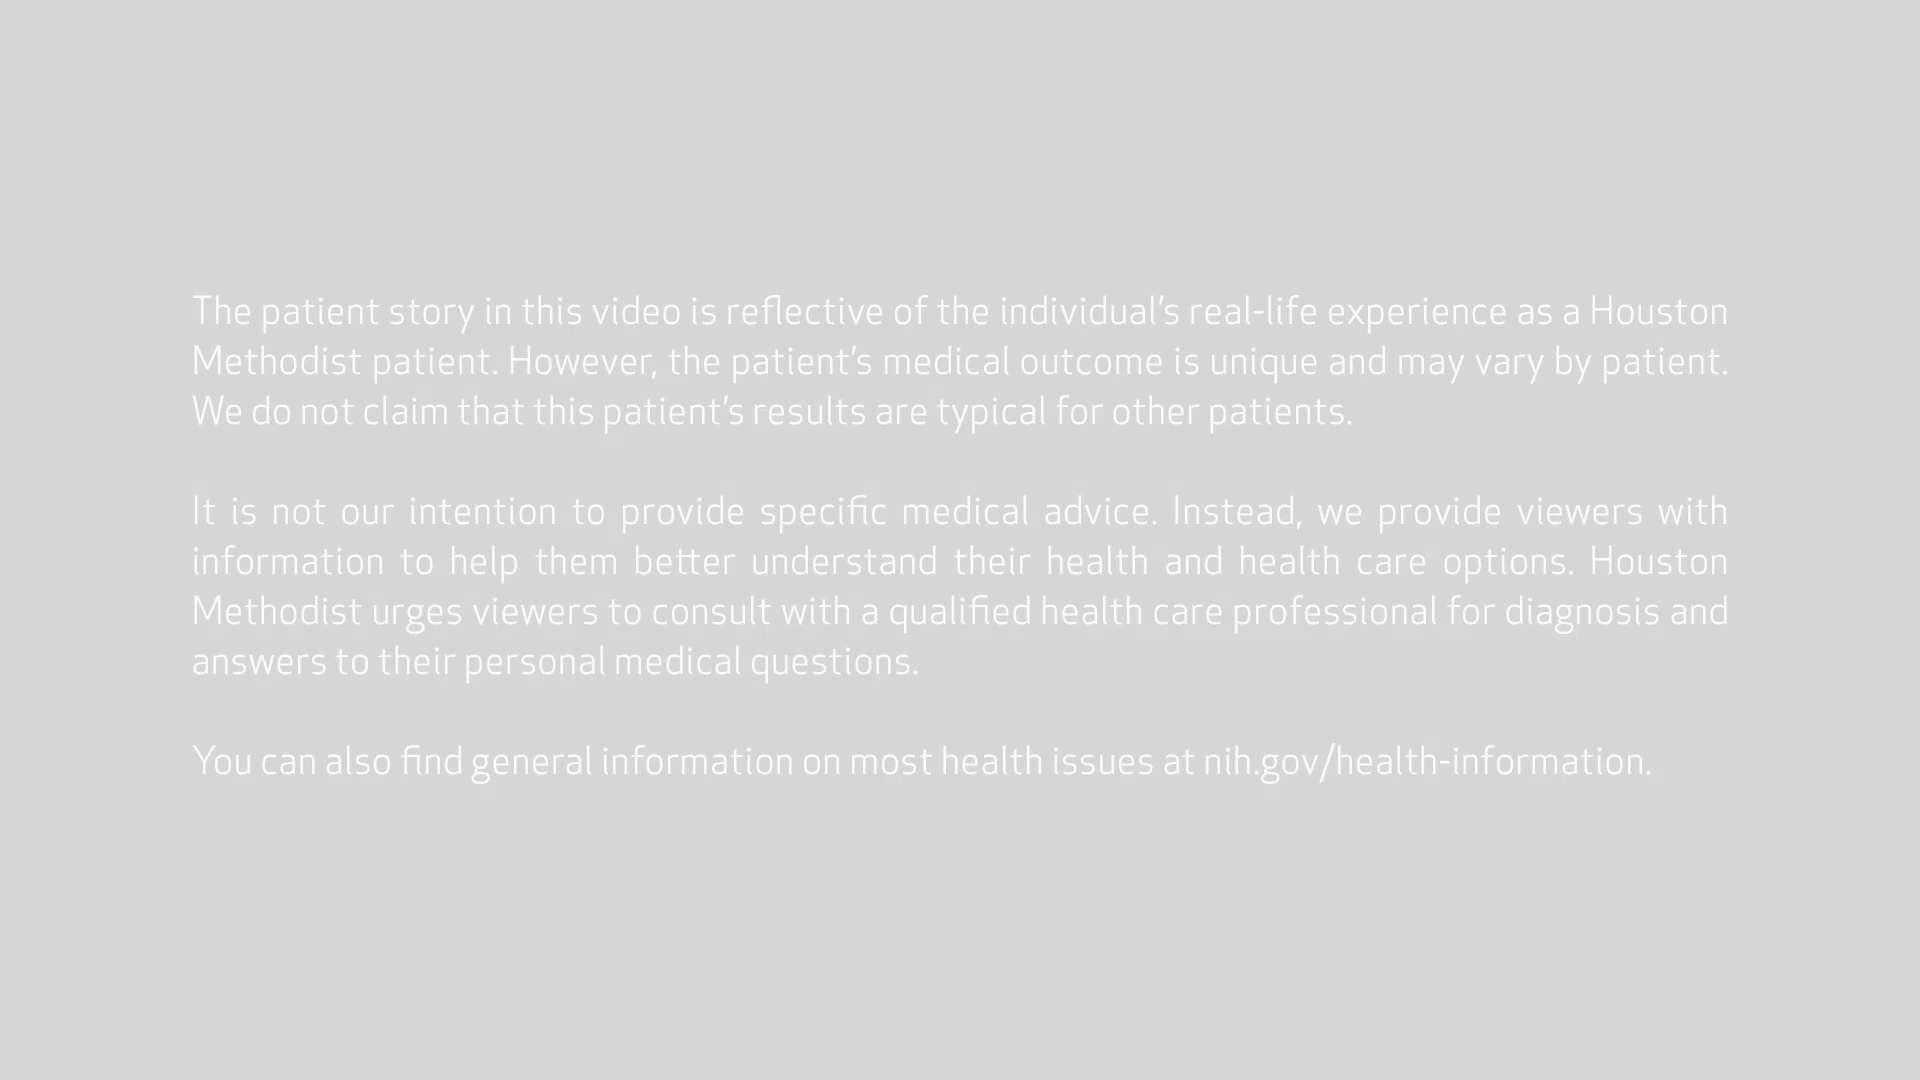 The patient story in this video is reflective of the individual’s real-life experience as a Houston
Methodist patient. However, the patient’s medical outcome is unique and may vary by patient.
We do not claim that this patient’s results are typical for other patients.
It is not our intention to provide specific medical advice. Instead, we provide viewers with
information to help them better understand their health and health care options. Houston
Methodist urges viewers to consult with a qualified health care professional for diagnosis and
answers to their personal medical questions.
You can also find general information on most health issues at nih.gov/health-information.